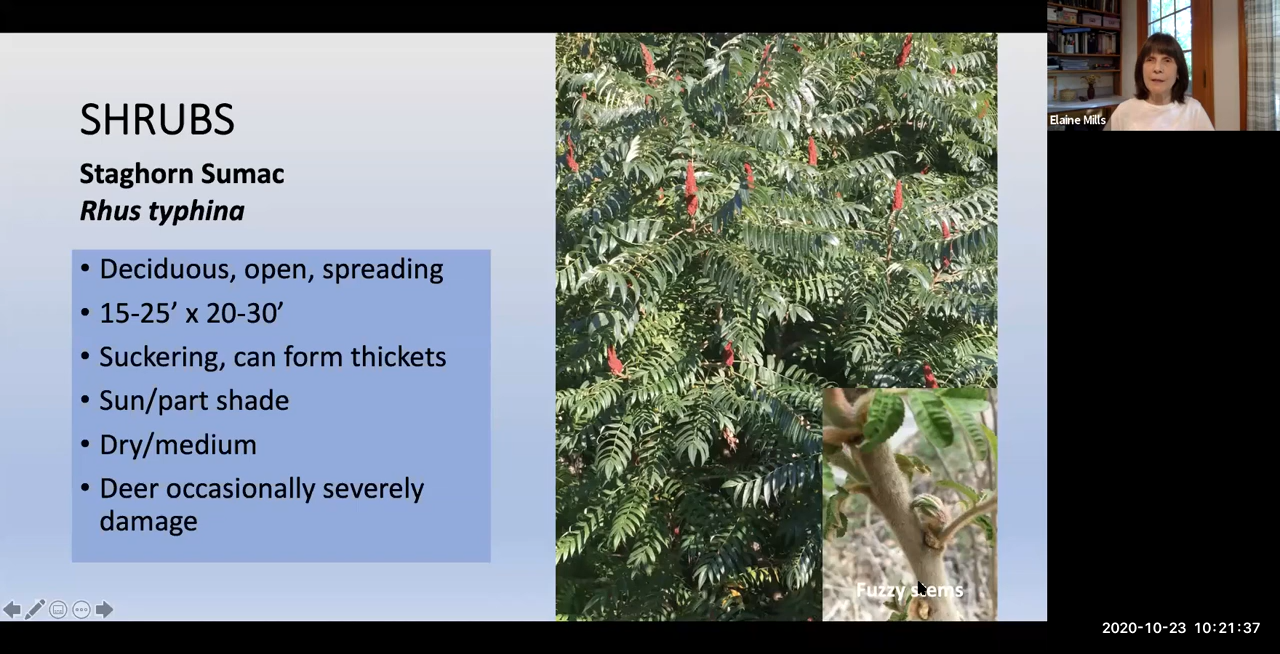 SHRUBS
Staghorn Sumac
Rhus typhina
• Deciduous, open, spreading
• 15-25’ x 20-30’
• Suckering, can form thickets
• Sun/part shade
• Dry/medium
• Deer occasionally severely
damage
Fuzzy stems
Elaine Mills
2020-10-23 10:21:37